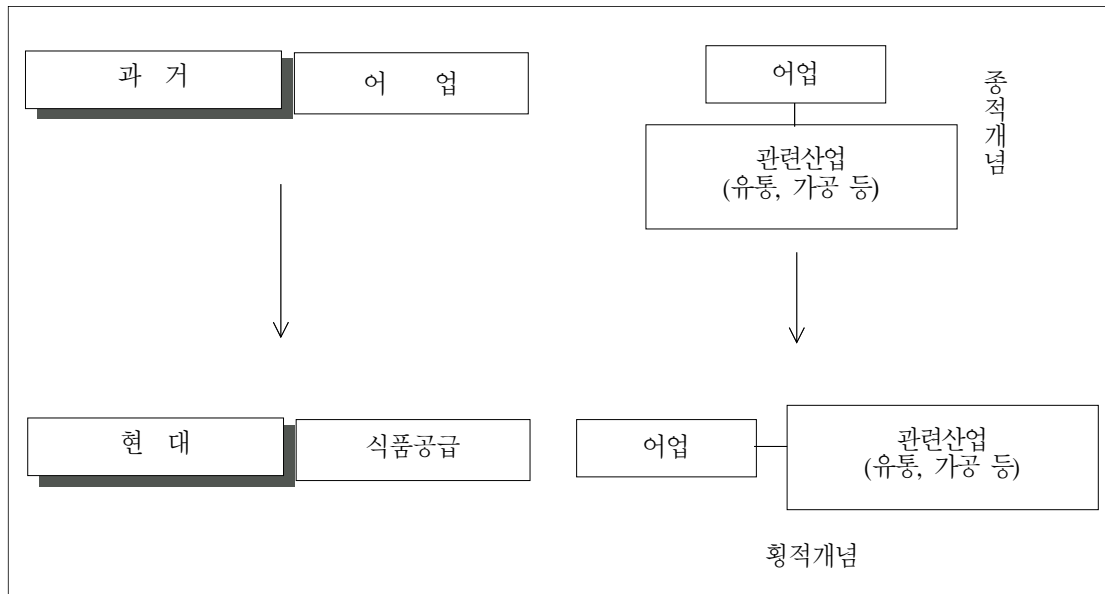 과 거
어 업
어업
종적개념
관련산업
(유통, 가공 등)
현 대
식품공급
어업
관련산업
(유통, 가공 등)
횡적개념